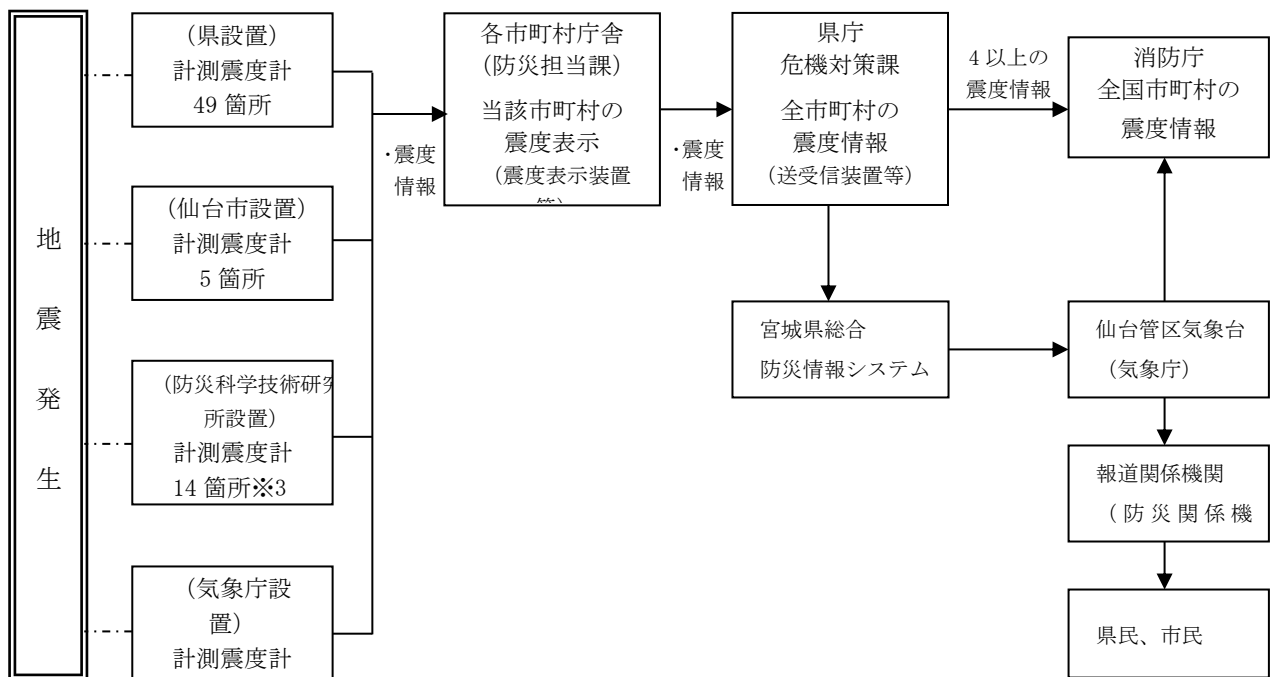 地
震
発
生
(県設置)
計測震度計
49 箇所
(仙台市設置)
計測震度計
5 箇所
(防災科学技術研究
所設置)
計測震度計
14 箇所※3
(気象庁設
置)
計測震度計
・震度
情報
各市町村庁舎
(防災担当課)
当該市町村の
震度表示
(震度表示装置
・震度
情報
県庁
危機対策課
全市町村の
震度情報
(送受信装置等)
4 以上の
震度情報
消防庁
全国市町村の
震度情報
宮城県総合
防災情報システム
仙台管区気象台
(気象庁)
報道関係機関
(防災関係機
県民、市民